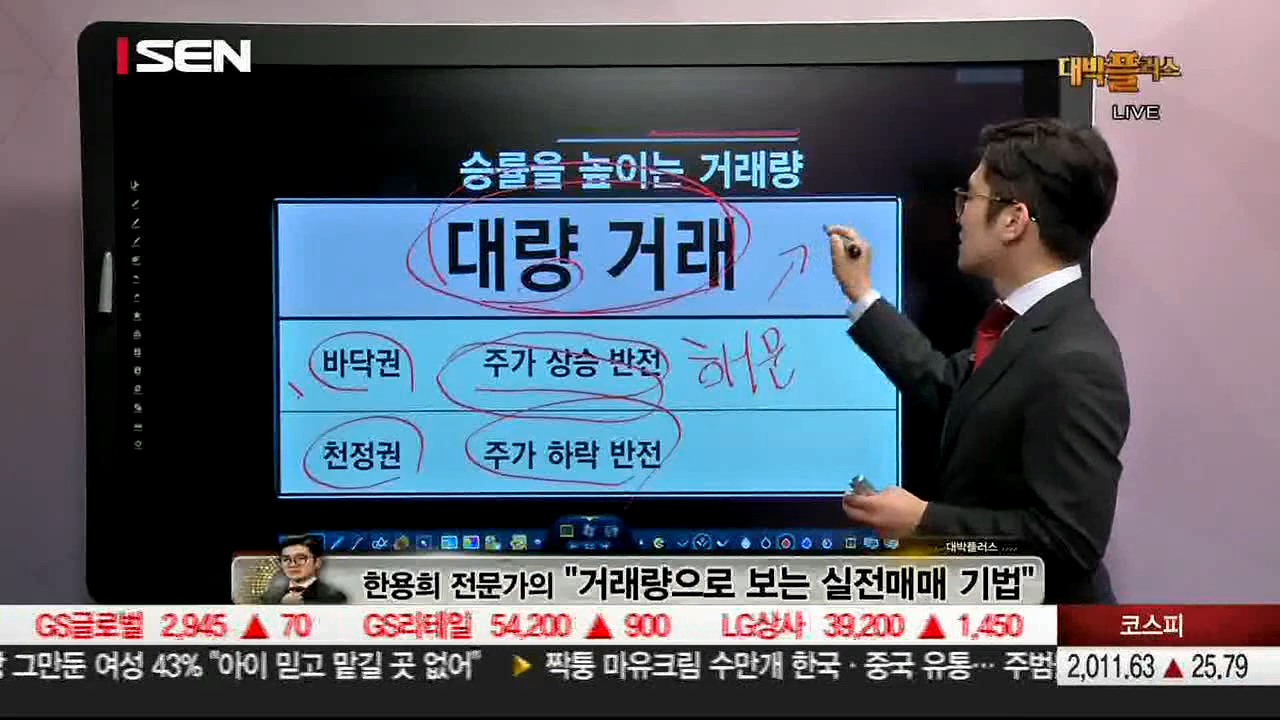 SEN
대박플러스
LIVE
승률을 높이는 거래량
대량 거래
바닥권 주가 상승 반전
천정권 주가 하락 반전
대박플러스
한용희 전문가의 "거래량으로 보는 실전매매 기법"
GS글로벌 2,945 ▲ 70 GS리테일 54,200 ▲ 900 LG상사 39,200 ▲ 1,450 코스피
그만둔 여성 43% "아이 믿고 맡길 곳 없어" ▶ 짝퉁 마유크림 수만개 한국·중국 유통… 주범 2,011.63 ▲ 25.79